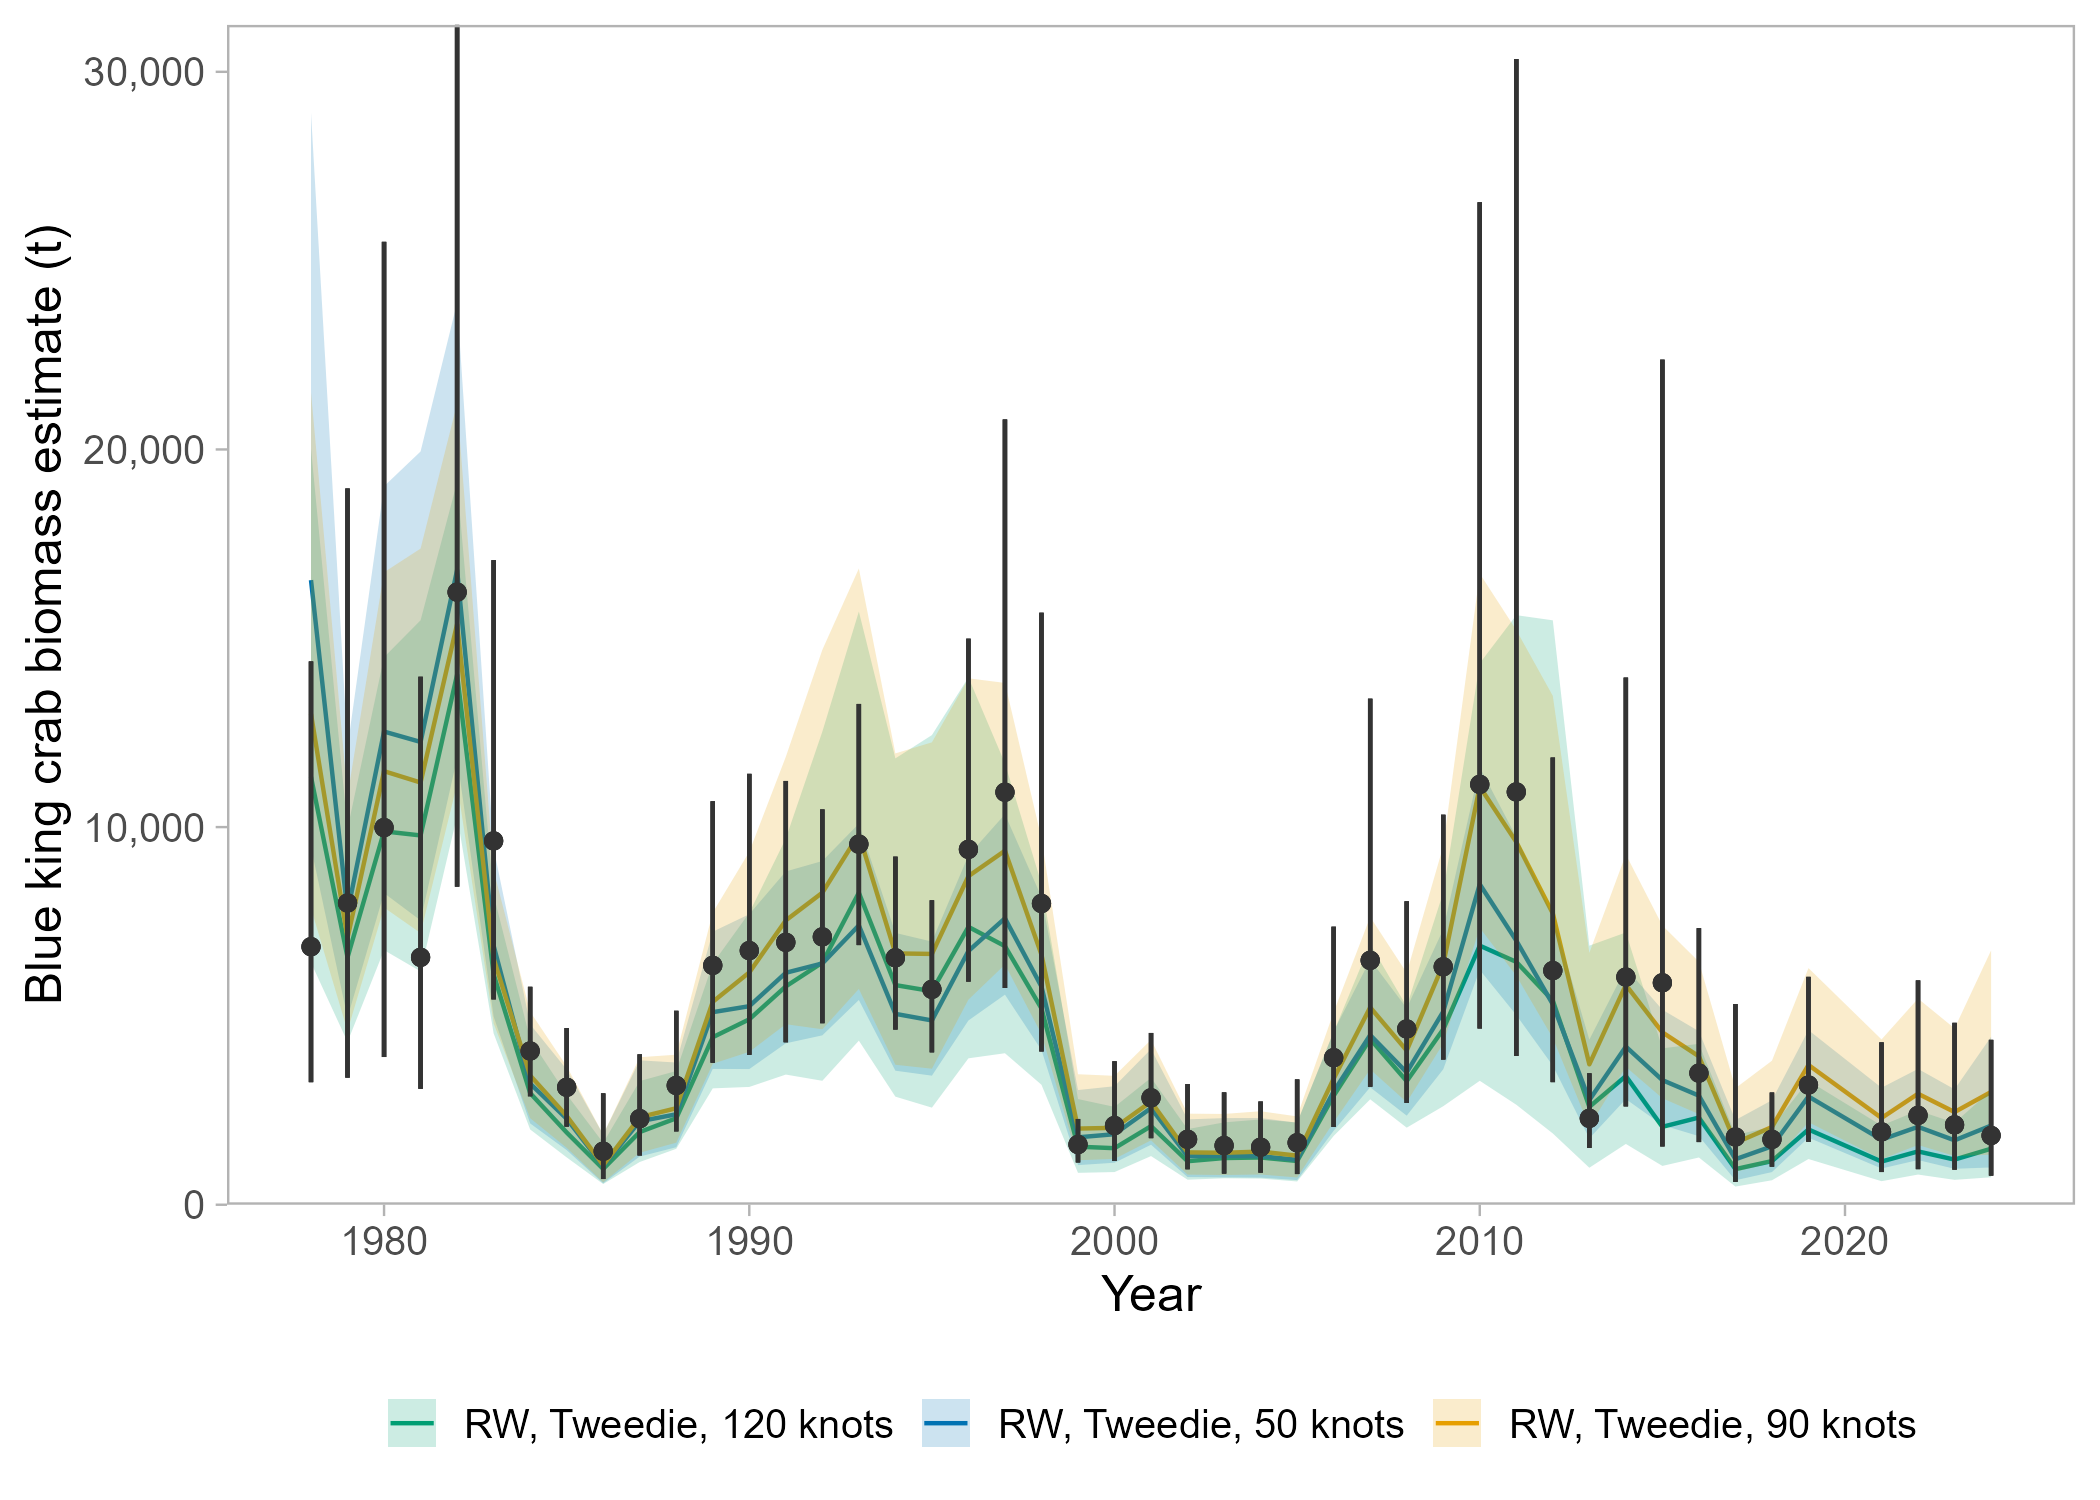 Blue king crab biomass estimate (t)
30,000
20,000
10,000
0
1980 1990 2000 2010 2020
Year
RW, Tweedie, 120 knots RW, Tweedie, 50 knots RW, Tweedie, 90 knots